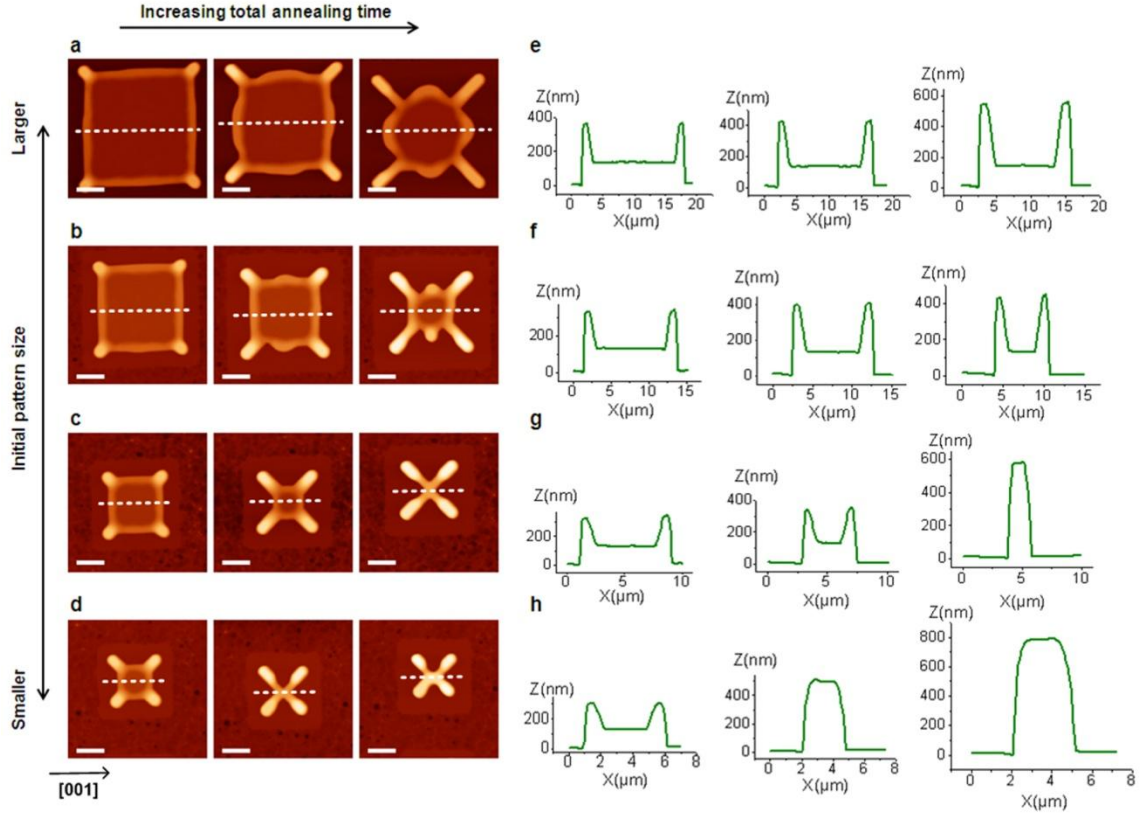 Increasing total annealing time
a
e
Larger
Initial pattern size
Smaller
Z(nm)
400
200
0
0 5 10 15 20
X(μm)
Z(nm)
400
200
0
0 5 10 15 20
X(μm)
Z(nm)
600
400
200
0
0 5 10 15 20
X(μm)
b
f
Z(nm)
200
0
0 5 10 15
X(μm)
Z(nm)
400
200
0
0 5 10 15
X(μm)
Z(nm)
400
200
0
0 5 10 15
X(μm)
c
g
Z(nm)
400
200
0
0 5 10
X(μm)
Z(nm)
400
200
0
0 5 10
X(μm)
Z(nm)
600
400
200
0
0 5 10
X(μm)
d
h
Z(nm)
200
0
0 2 4 6 8
X(μm)
Z(nm)
400
200
0
0 2 4 6 8
X(μm)
Z(nm)
800
600
400
200
0
0 2 4 6 8
X(μm)
[001]